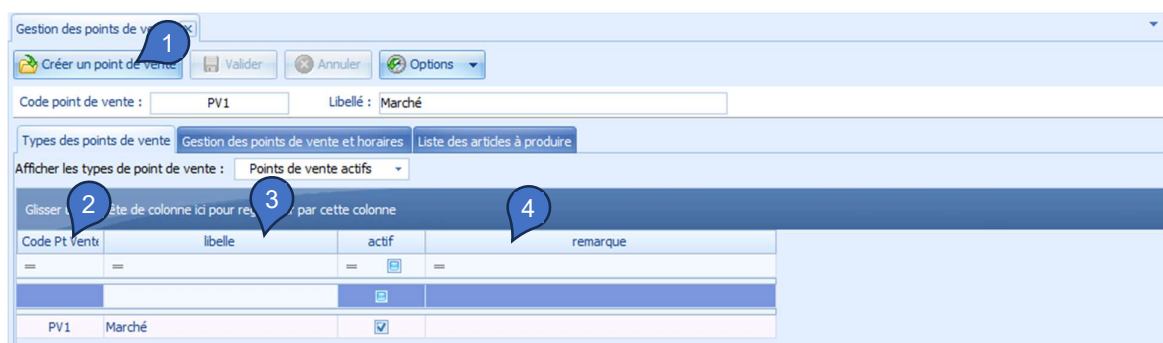 Gestion des points de
1
Créer un point de vente Valider Annuler Options
Code point de vente : PV1 Libellé : Marché
Types des points de vente Gestion des points de vente et horaires Liste des articles à produire
Afficher les types de point de vente : Points de vente actifs
2 3 4
Glisser de colonne ici pour par cette colonne
Code Pt Vente libelle actif remarque
= = = =
PV1 Marché